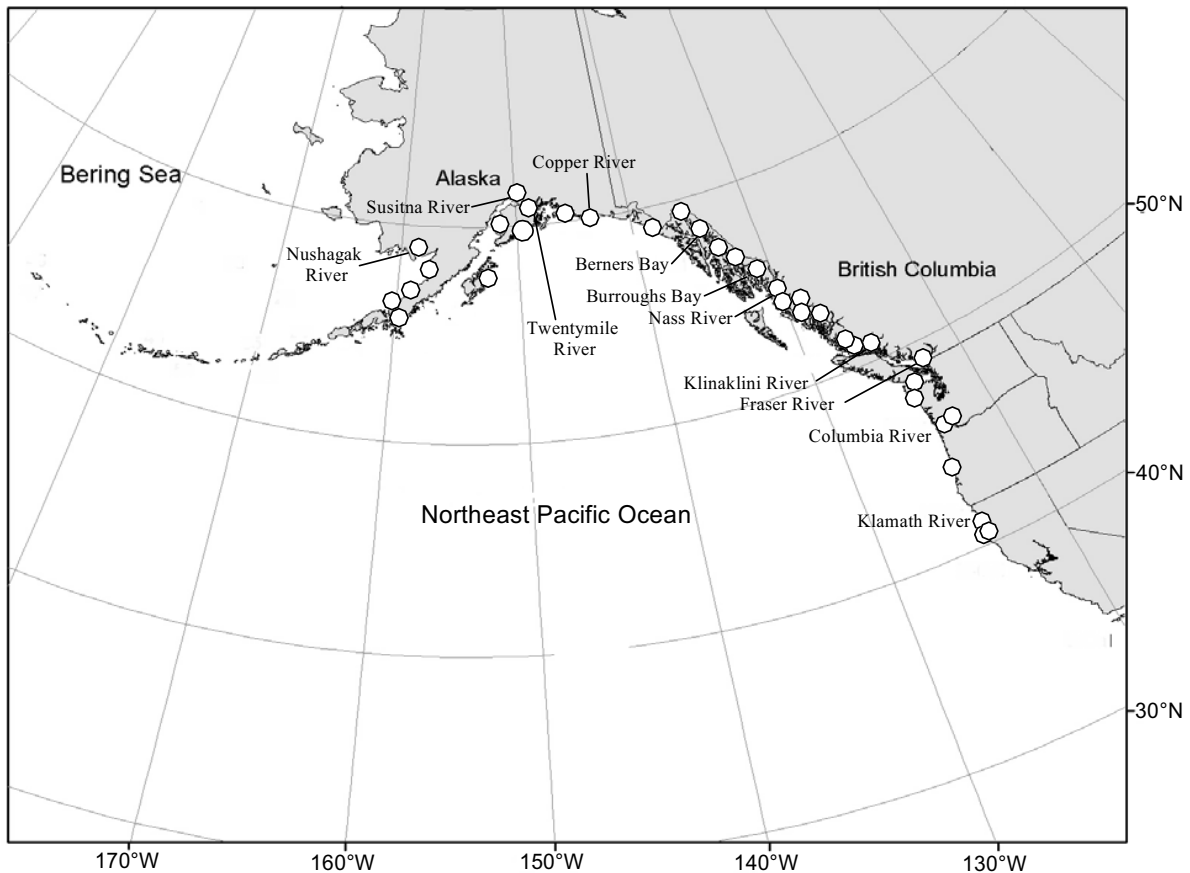 Copper River
Bering Sea
Alaska
Susitna River
50°N
Nushagak
River
Berners Bay
British Columbia
Burroughs Bay
Nass River
Twentymile
River
Klinaklini River
Fraser River
Columbia River
40°N
Northeast Pacific Ocean
Klamath River
30°N
170°W
160°W
150°W
140°W
130°W